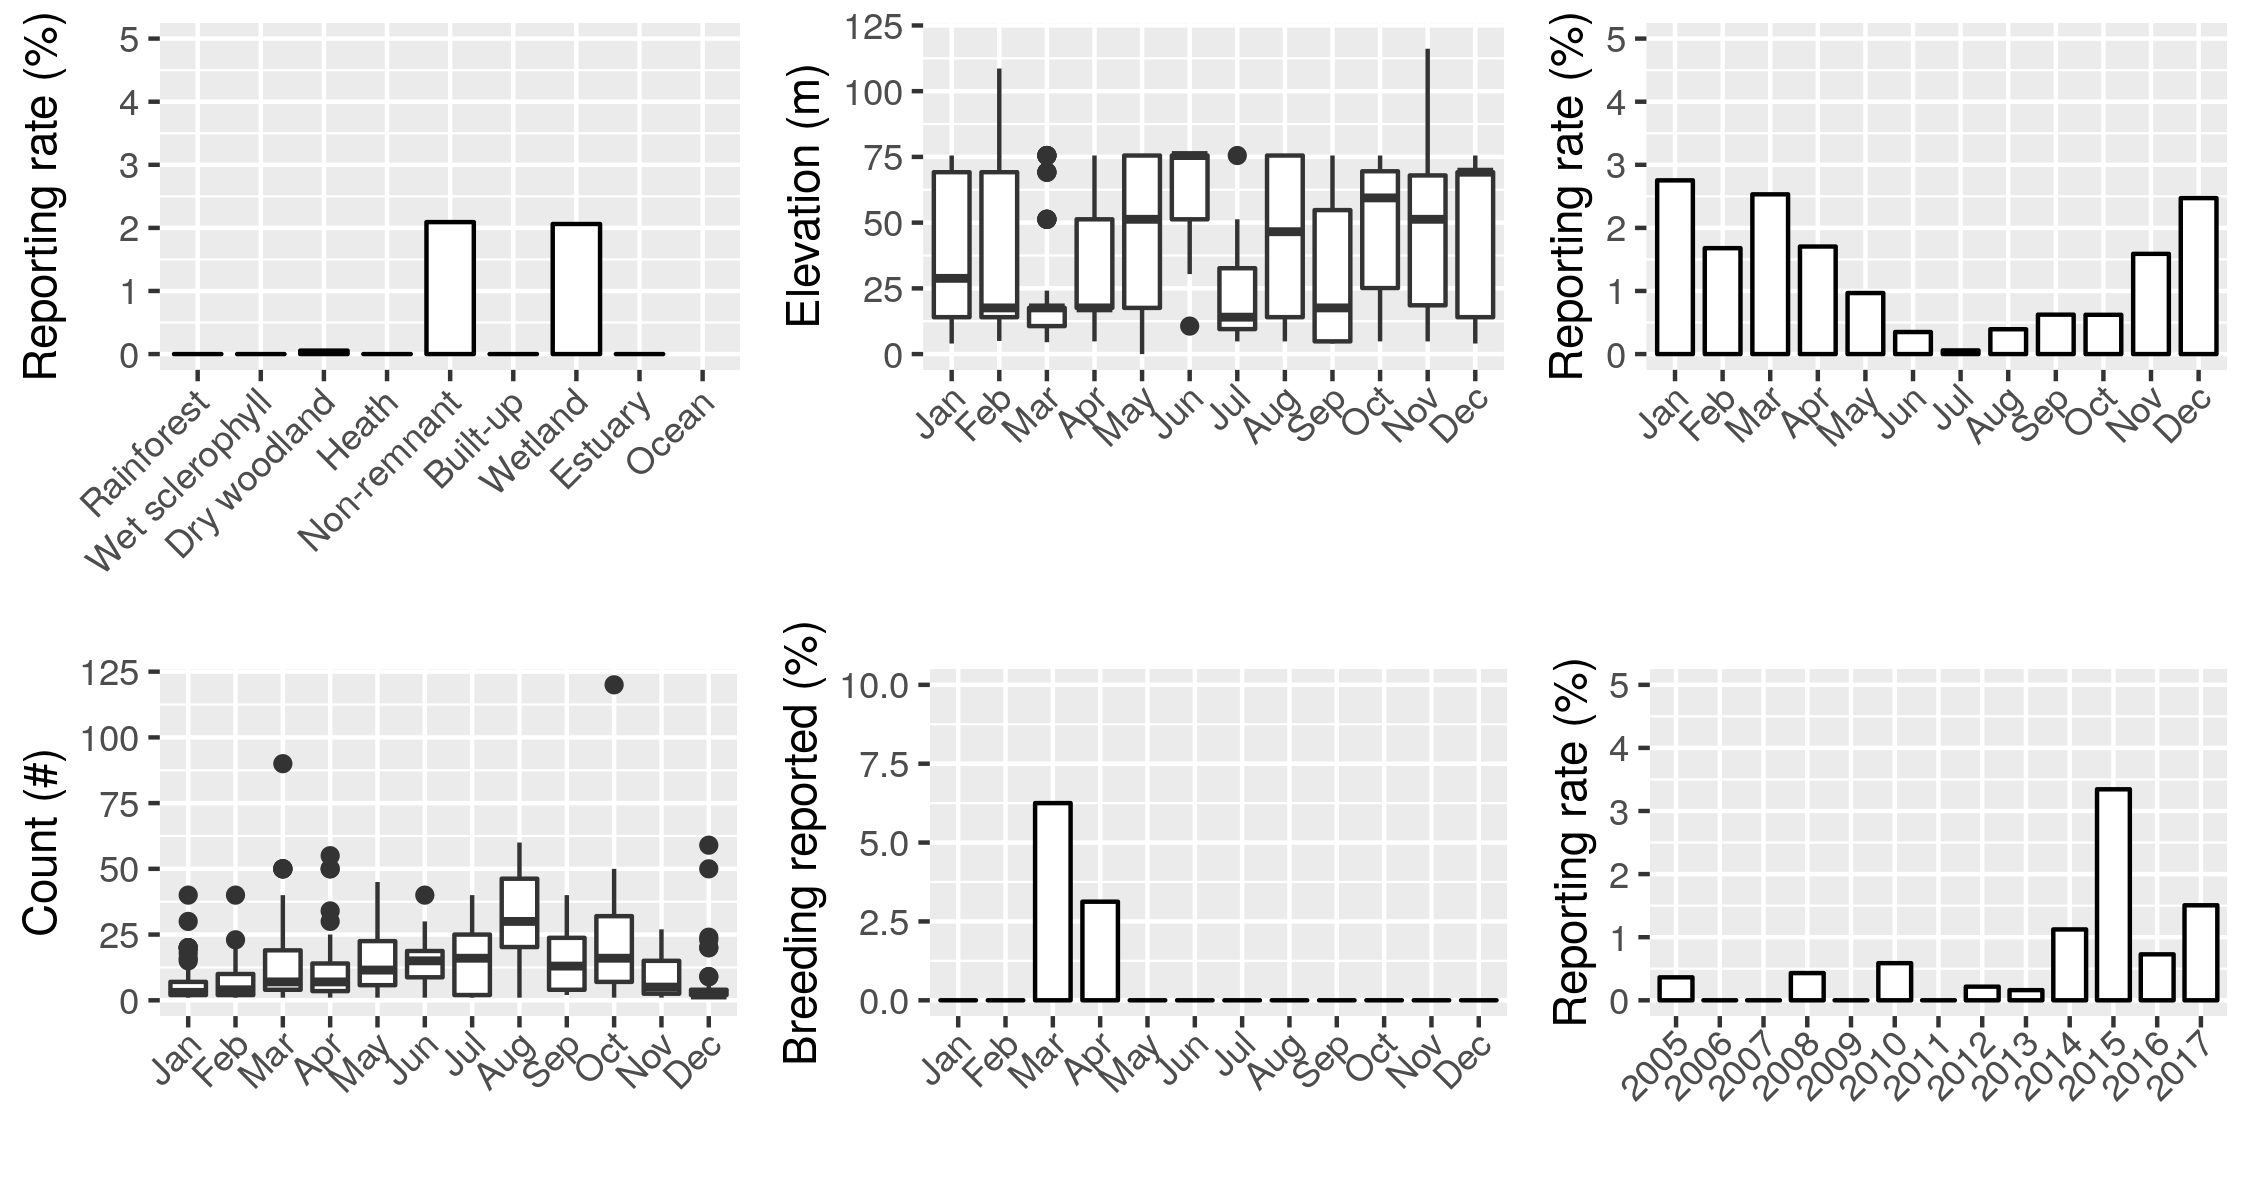 Reporting rate (%)
5
4
3
2
1
0
Rainforest
Wet sclerophyll
Dry woodland
Heath
Non-remnant
Built-up
Wetland
Estuary
Ocean
Elevation (m)
125
100
75
50
25
0
Jan
Feb
Mar
Apr
May
Jun
Jul
Aug
Sep
Oct
Nov
Dec
Reporting rate (%)
5
4
3
2
1
0
Jan
Feb
Mar
Apr
May
Jun
Jul
Aug
Sep
Oct
Nov
Dec
Count (#)
125
100
75
50
25
0
Jan
Feb
Mar
Apr
May
Jun
Jul
Aug
Sep
Oct
Nov
Dec
Breeding reported (%)
10.0
7.5
5.0
2.5
0.0
Jan
Feb
Mar
Apr
May
Jun
Jul
Aug
Sep
Oct
Nov
Dec
Reporting rate (%)
5
4
3
2
1
0
2005
2006
2007
2008
2009
2010
2011
2012
2013
2014
2015
2016
2017